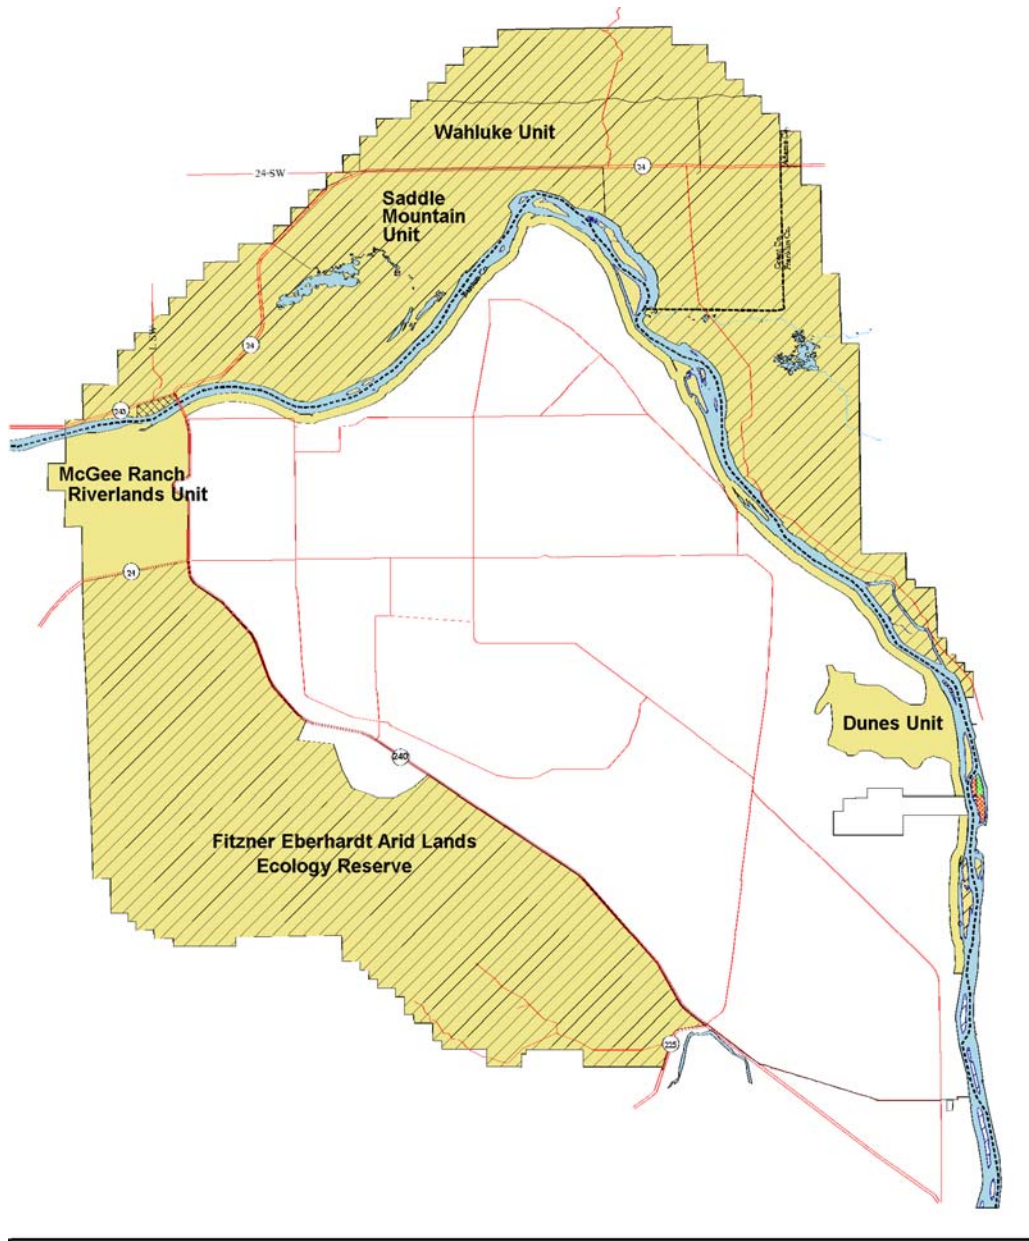 Wahluke Unit
24
24-SW
Saddle
Mountain
Unit
24
243
McGee Ranch
Riverlands Unit
24
Dunes Unit
240
Fitzner Eberhardt Arid Lands
Ecology Reserve
225